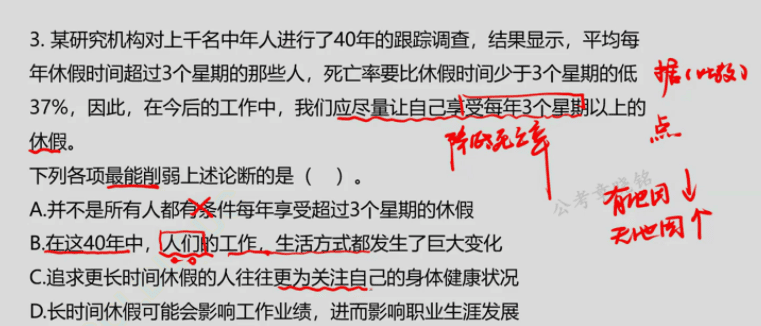 3. 某研究机构对上千名中年人进行了40年的跟踪调查，结果显示，平均每
年休假时间超过3个星期的那些人，死亡率要比休假时间少于3个星期的低
37%，因此，在今后的工作中，我们应尽量让自己享受每年3个星期以上的
休假。
据(比较)
点
降低死亡率
下列各项最能削弱上述论断的是（ ）。
A.并不是所有人都有条件每年享受超过3个星期的休假
有他因↓
无他因个
B.在这40年中，人们的工作，生活方式都发生了巨大变化
C.追求更长时间休假的人往往更为关注自己的身体健康状况
D.长时间休假可能会影响工作业绩，进而影响职业生涯发展